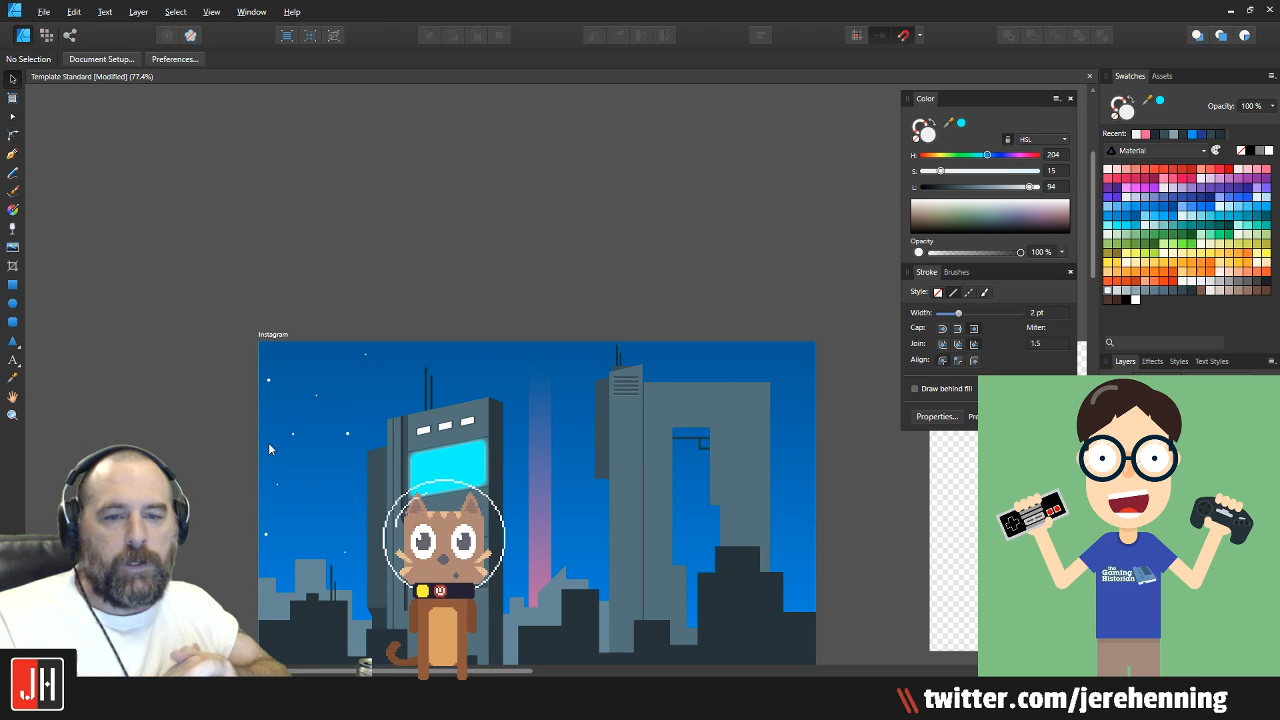 File Edit Text Layer Select View Window Help
No Selection Document Setup... Preferences...
Template Standard [Modified] (77.4%)
Instagram
Color
HSL
H: 204
S: 15
L: 94
Opacity
100 %
Stroke Brushes
Style:
Width: 2 pt
Cap: Miter:
Join: 1.5
Align:
Draw behind fill
Properties...
Swatches Assets
Opacity: 100 %
Recent:
Material
Layers Effects Styles Text Styles
the
Gaming
Historian
JH
twitter.com/jerehenning